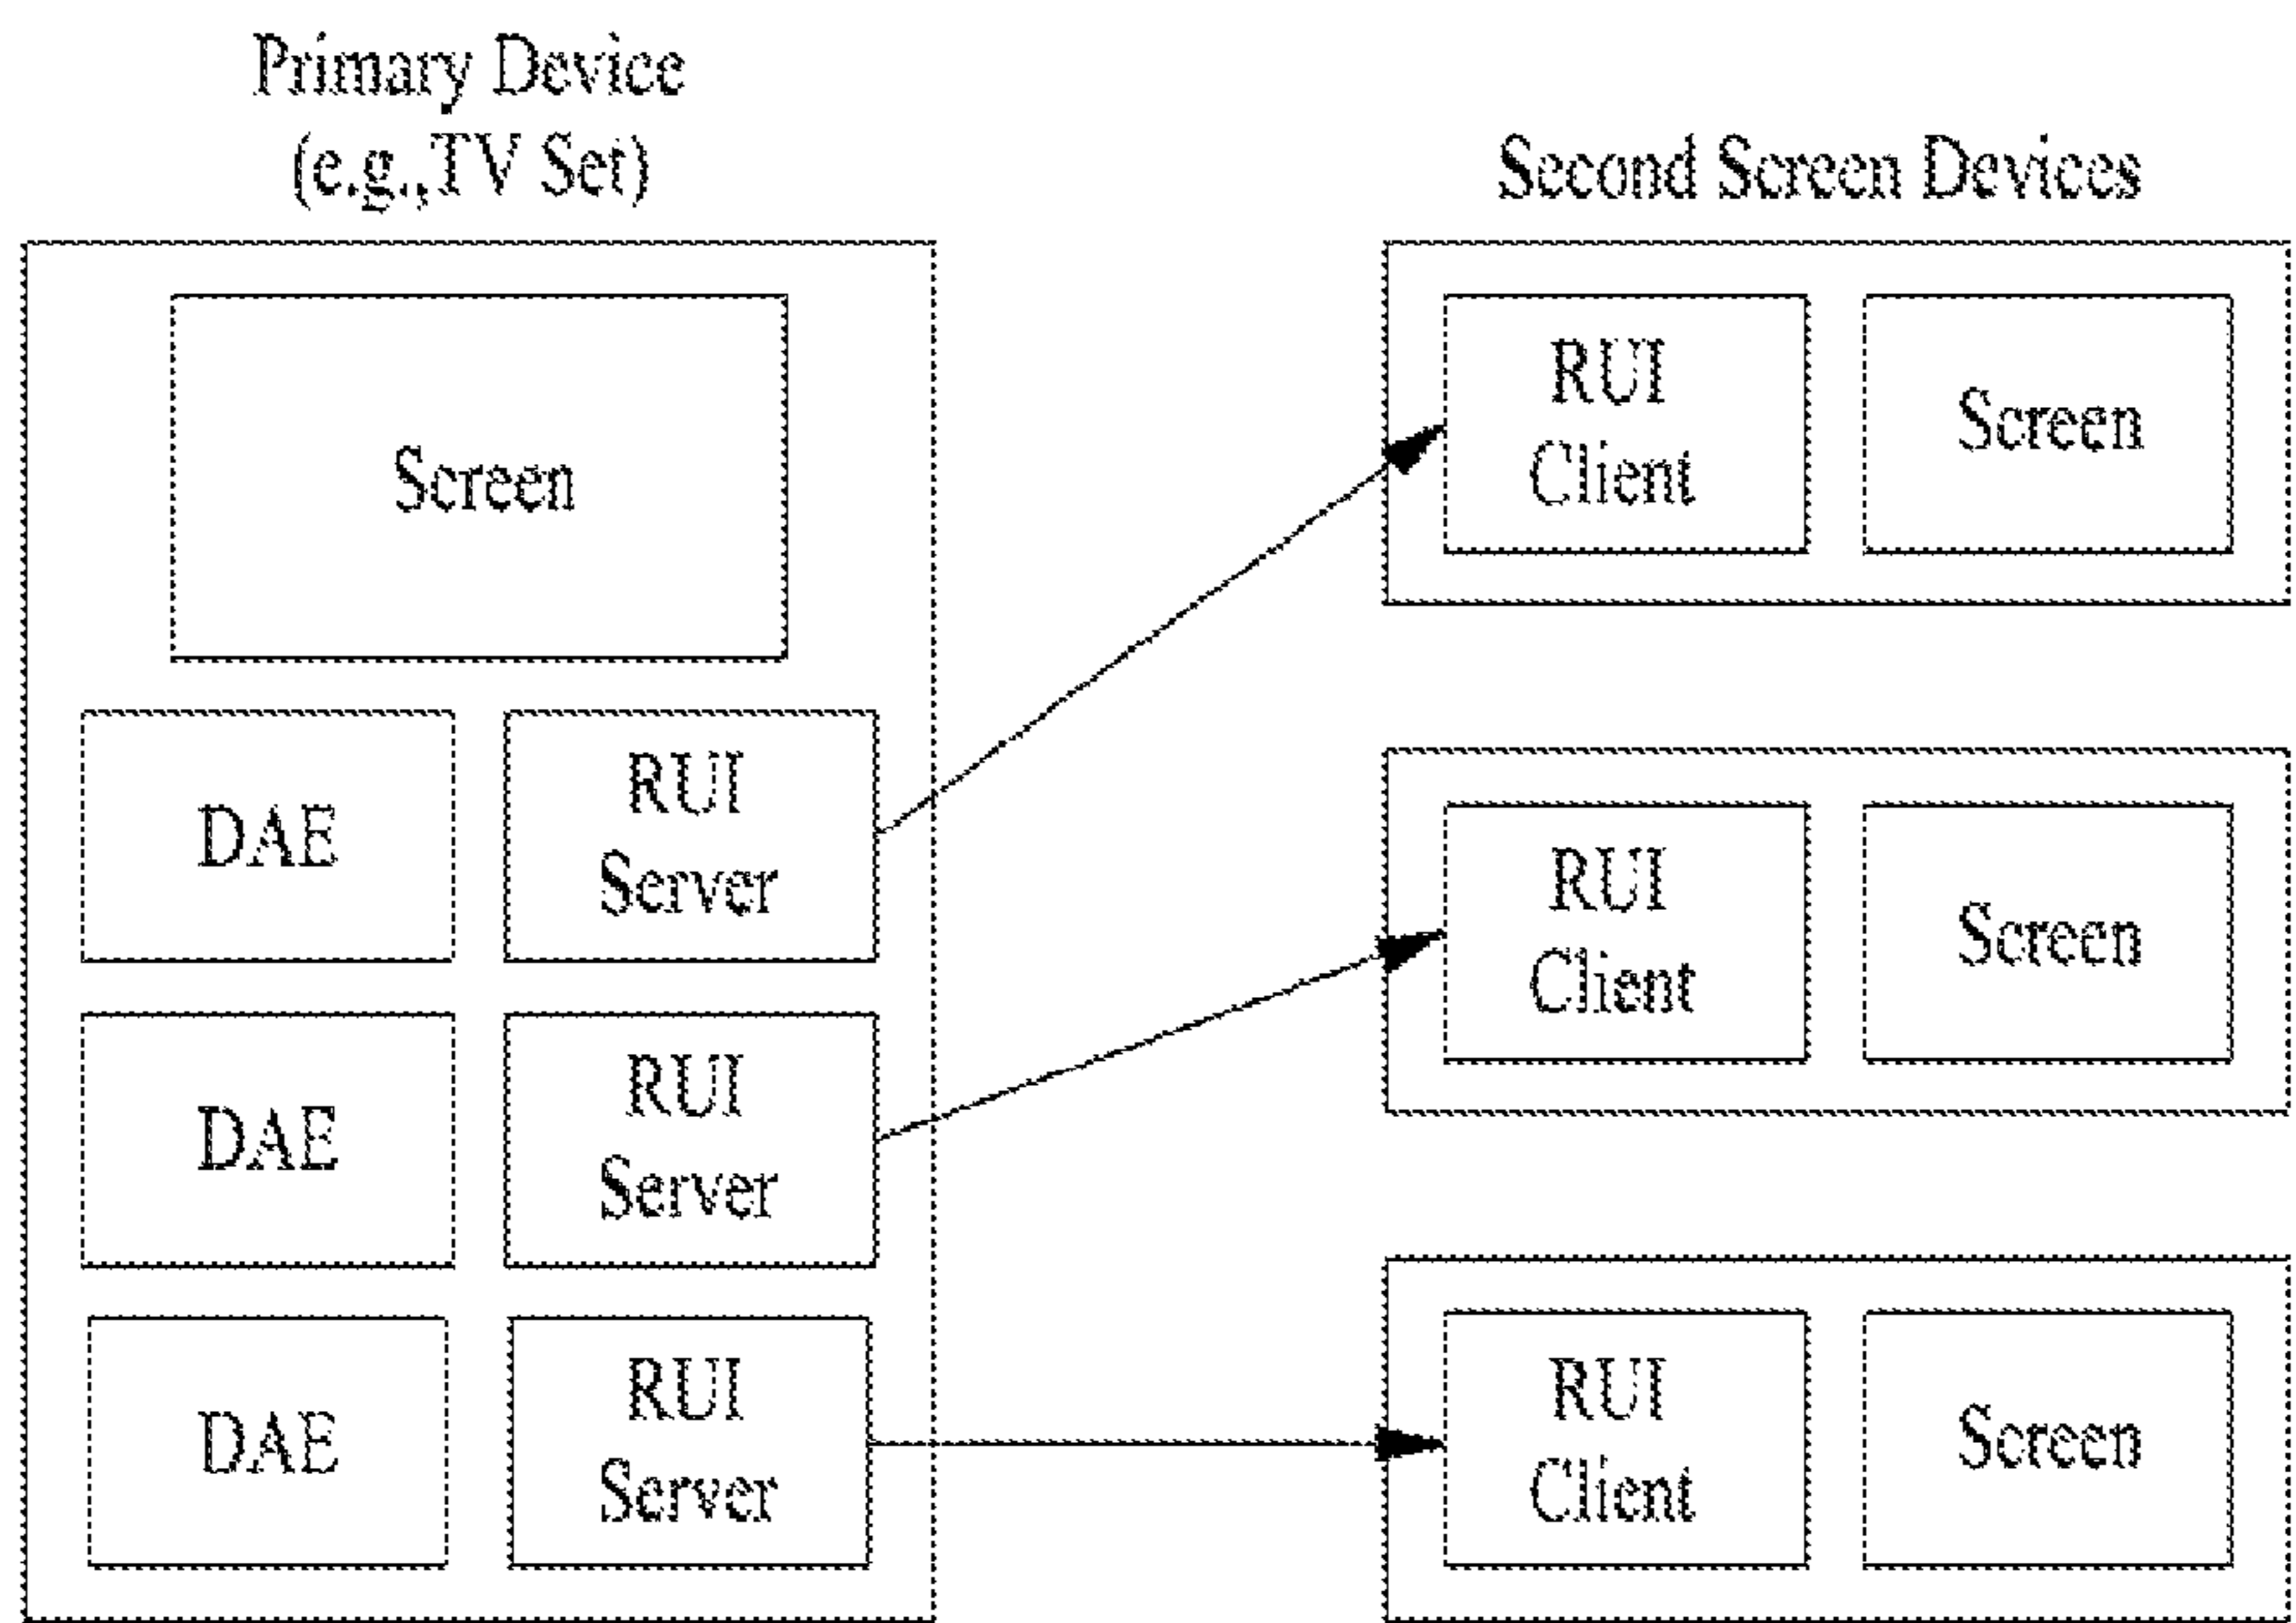 Primary Device
(e.g.,TV Set)
Screen
DAE
RUI
Server
DAE
RUI
Server
DAE
RUI
Server
Second Screen Devices
RUI
Client
Screen
RUI
Client
Screen
RUI
Client
Screen